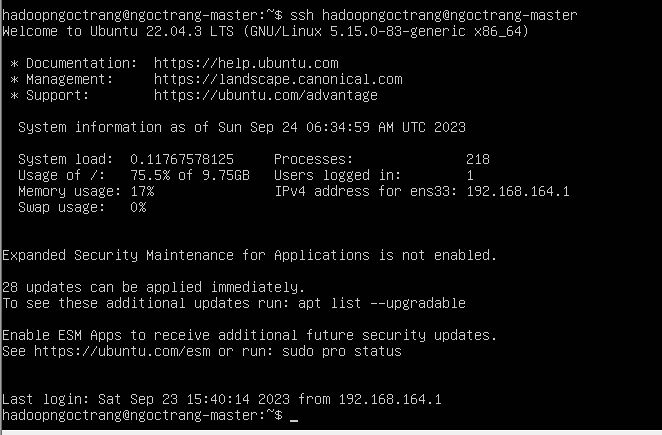 hadoopngoctrang@ngoctrang-master:~$ ssh hadoopngoctrang@ngoctrang-master
Welcome to Ubuntu 22.04.3 LTS (GNU/Linux 5.15.0-83-generic x86_64)
* Documentation:  https://help.ubuntu.com
* Management:     https://landscape.canonical.com
* Support:        https://ubuntu.com/advantage
System information as of Sun Sep 24 06:34:59 AM UTC 2023
System load:  0.11767578125     Processes:              218
Usage of /:   75.5% of 9.75GB   Users logged in:        1
Memory usage: 17%               IPv4 address for ens33: 192.168.164.1
Swap usage:   0%
Expanded Security Maintenance for Applications is not enabled.
28 updates can be applied immediately.
To see these additional updates run: apt list --upgradable
Enable ESM Apps to receive additional future security updates.
See https://ubuntu.com/esm or run: sudo pro status
Last login: Sat Sep 23 15:40:14 2023 from 192.168.164.1
hadoopngoctrang@ngoctrang-master:~$ _